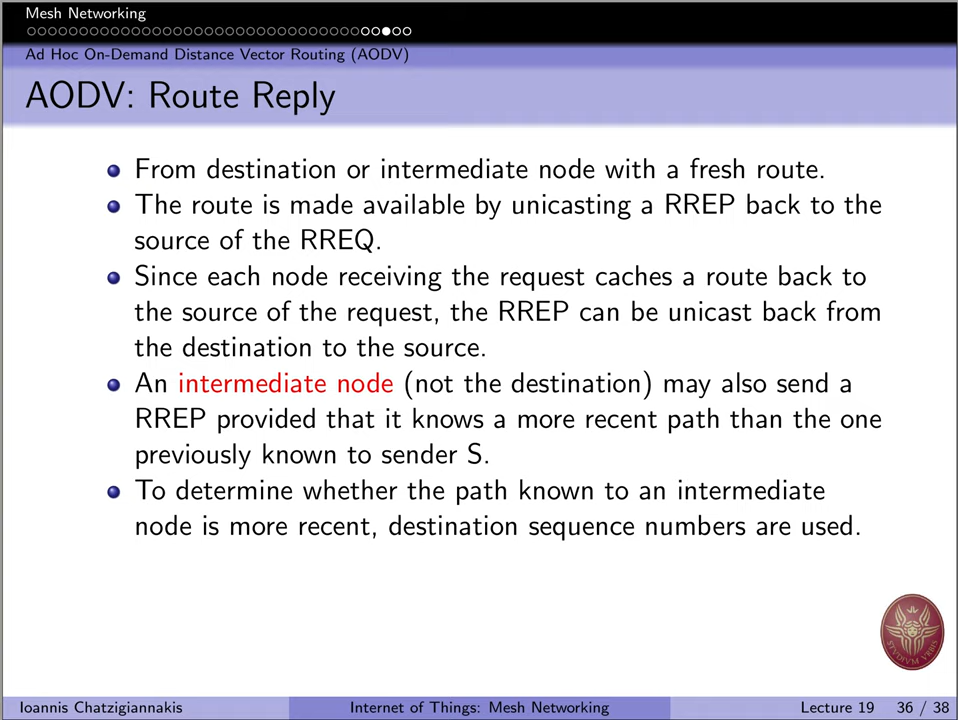 Mesh Networking
Ad Hoc On-Demand Distance Vector Routing (AODV)
AODV: Route Reply
From destination or intermediate node with a fresh route.
The route is made available by unicasting a RREP back to the
source of the RREQ.
Since each node receiving the request caches a route back to
the source of the request, the RREP can be unicast back from
the destination to the source.
An intermediate node (not the destination) may also send a
RREP provided that it knows a more recent path than the one
previously known to sender S.
To determine whether the path known to an intermediate
node is more recent, destination sequence numbers are used.
STVDIVM VRBIS
Ioannis Chatzigiannakis
Internet of Things: Mesh Networking
Lecture 19
36 / 38